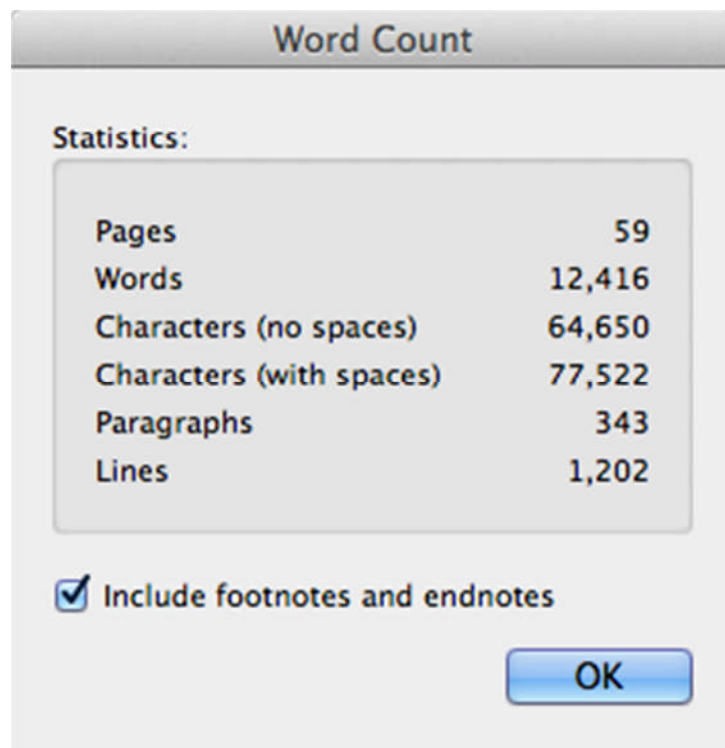 Word Count
Statistics:
Pages 59
Words 12,416
Characters (no spaces) 64,650
Characters (with spaces) 77,522
Paragraphs 343
Lines 1,202
Include footnotes and endnotes
OK